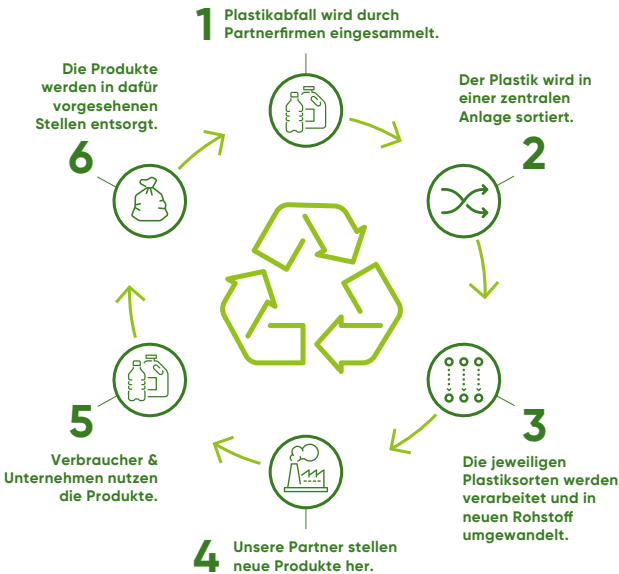 1
Plastikabfall wird durch
Partnerfirmen eingesammelt.
Der Plastik wird in
einer zentralen
Anlage sortiert.
2
3
Die jeweiligen
Plastiksorten werden
verarbeitet und in
neuen Rohstoff
umgewandelt.
4
Unsere Partner stellen
neue Produkte her.
5
Verbraucher &
Unternehmen nutzen
die Produkte.
Die Produkte
werden in dafür
vorgesehenen
Stellen entsorgt.
6